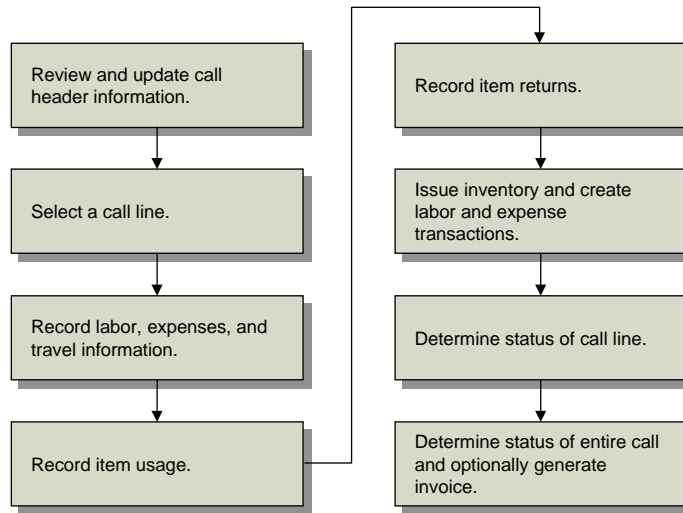 Review and update call
header information.
Select a call line.
Record labor, expenses, and
travel information.
Record item usage.
Record item returns.
Issue inventory and create
labor and expense
transactions.
Determine status of call line.
Determine status of entire call
and optionally generate
invoice.